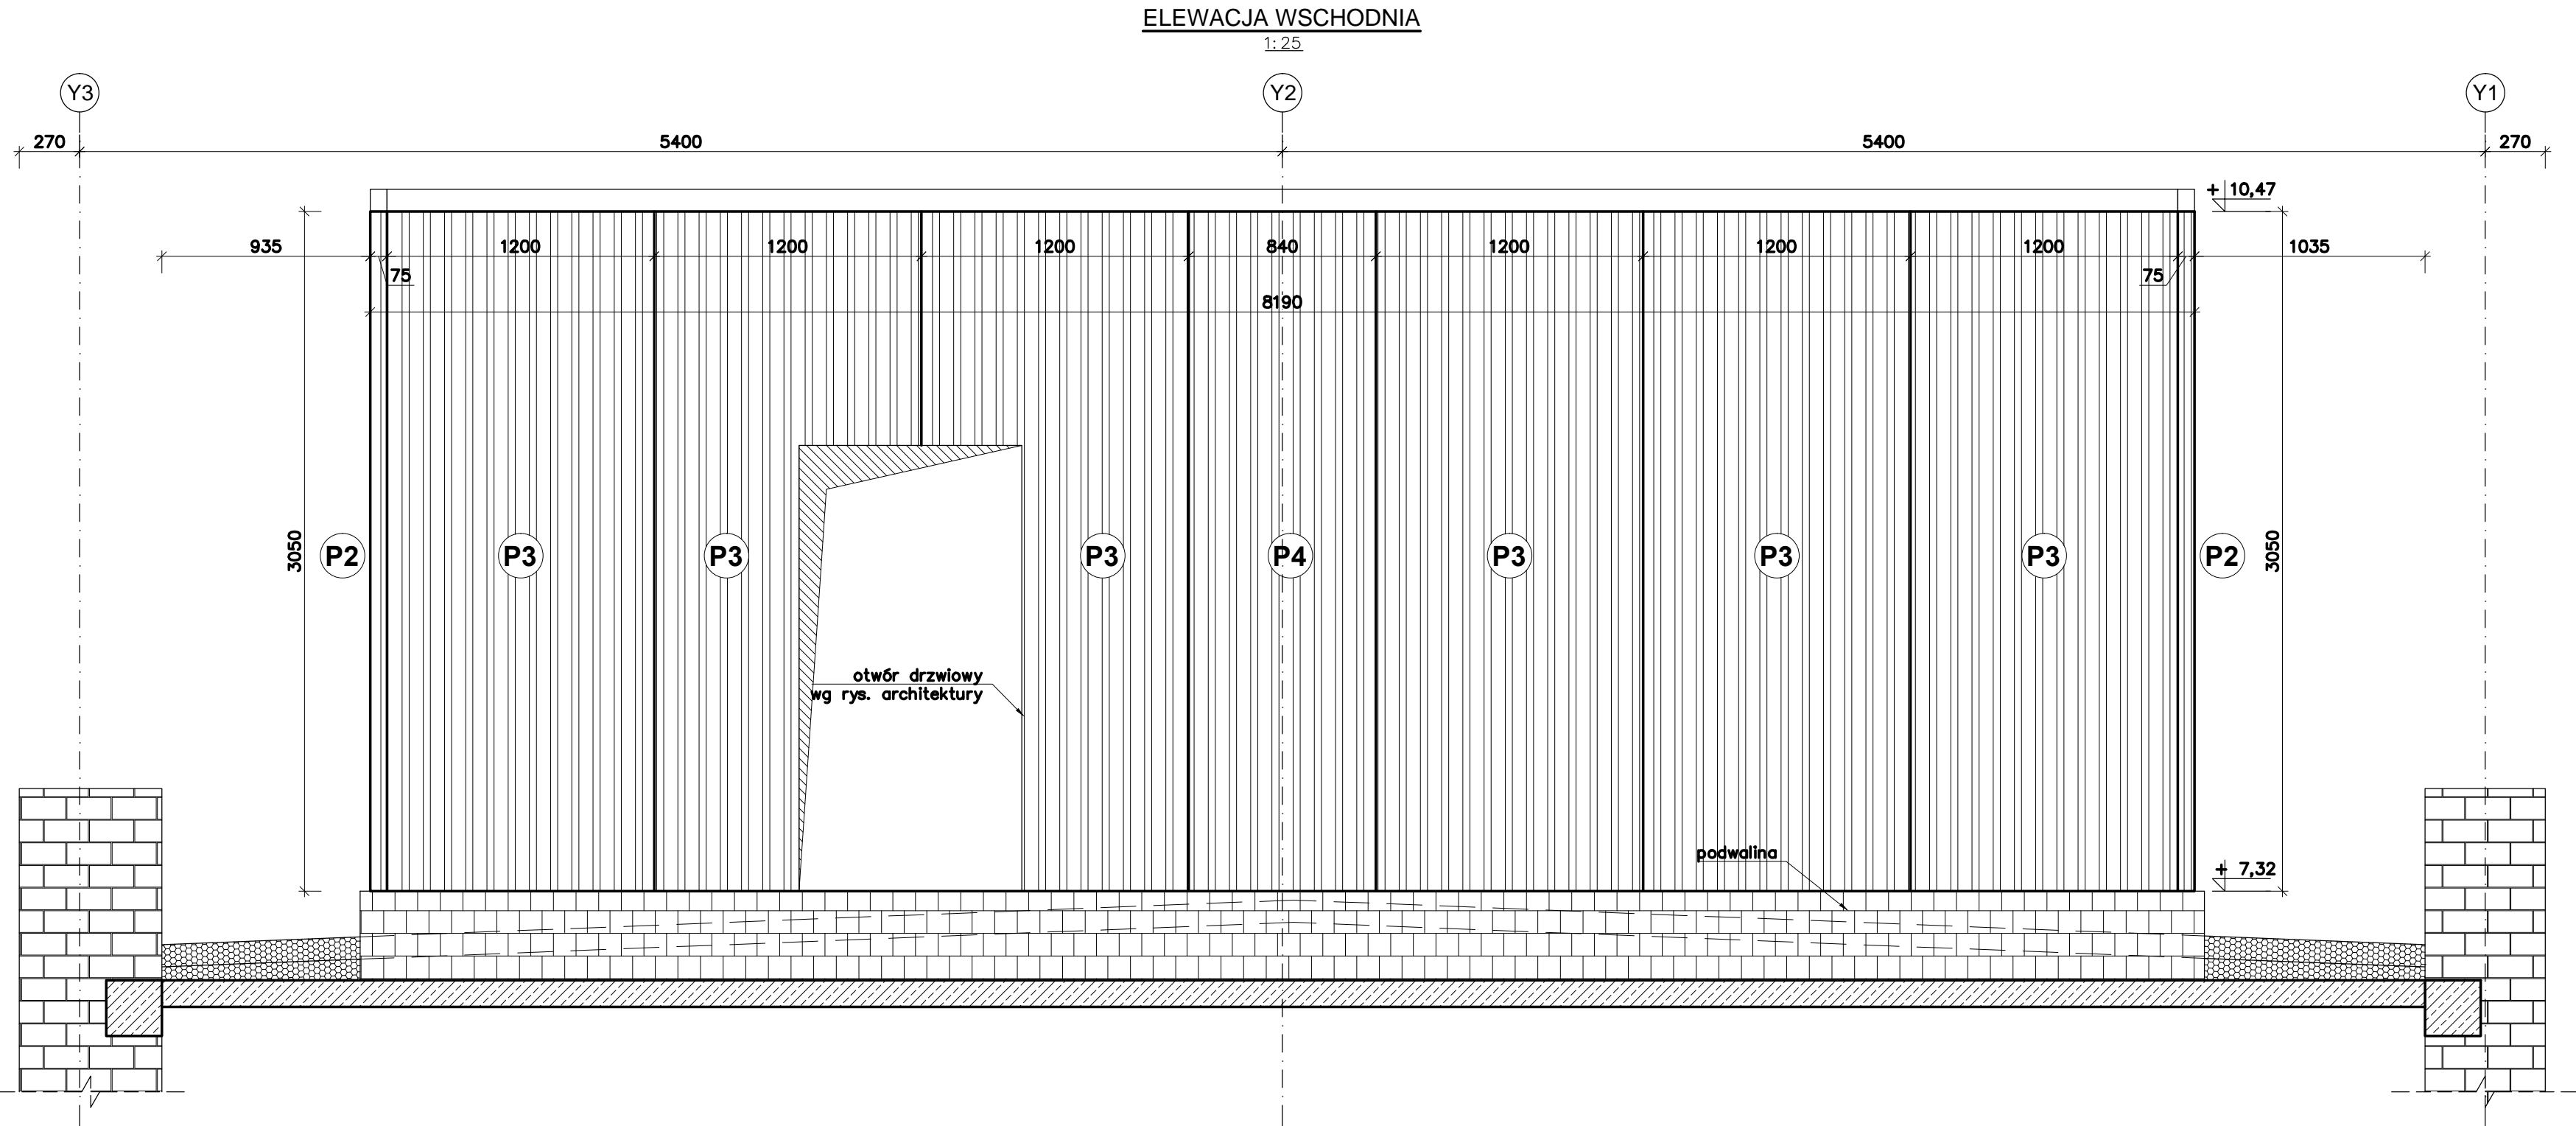 ELEWACJA WSCHODNIA
1:25
Y3 Y2 Y1
270 5400 5400 270
+ 10,47
935 1200 1200 1200 840 1200 1200 1200 1035
75 75
8190
3050 P2 P3 P3 P3 P4 P3 P3 P3 P2 3050
otwór drzwiowy
wg rys. architektury
podwalina
+ 7,32